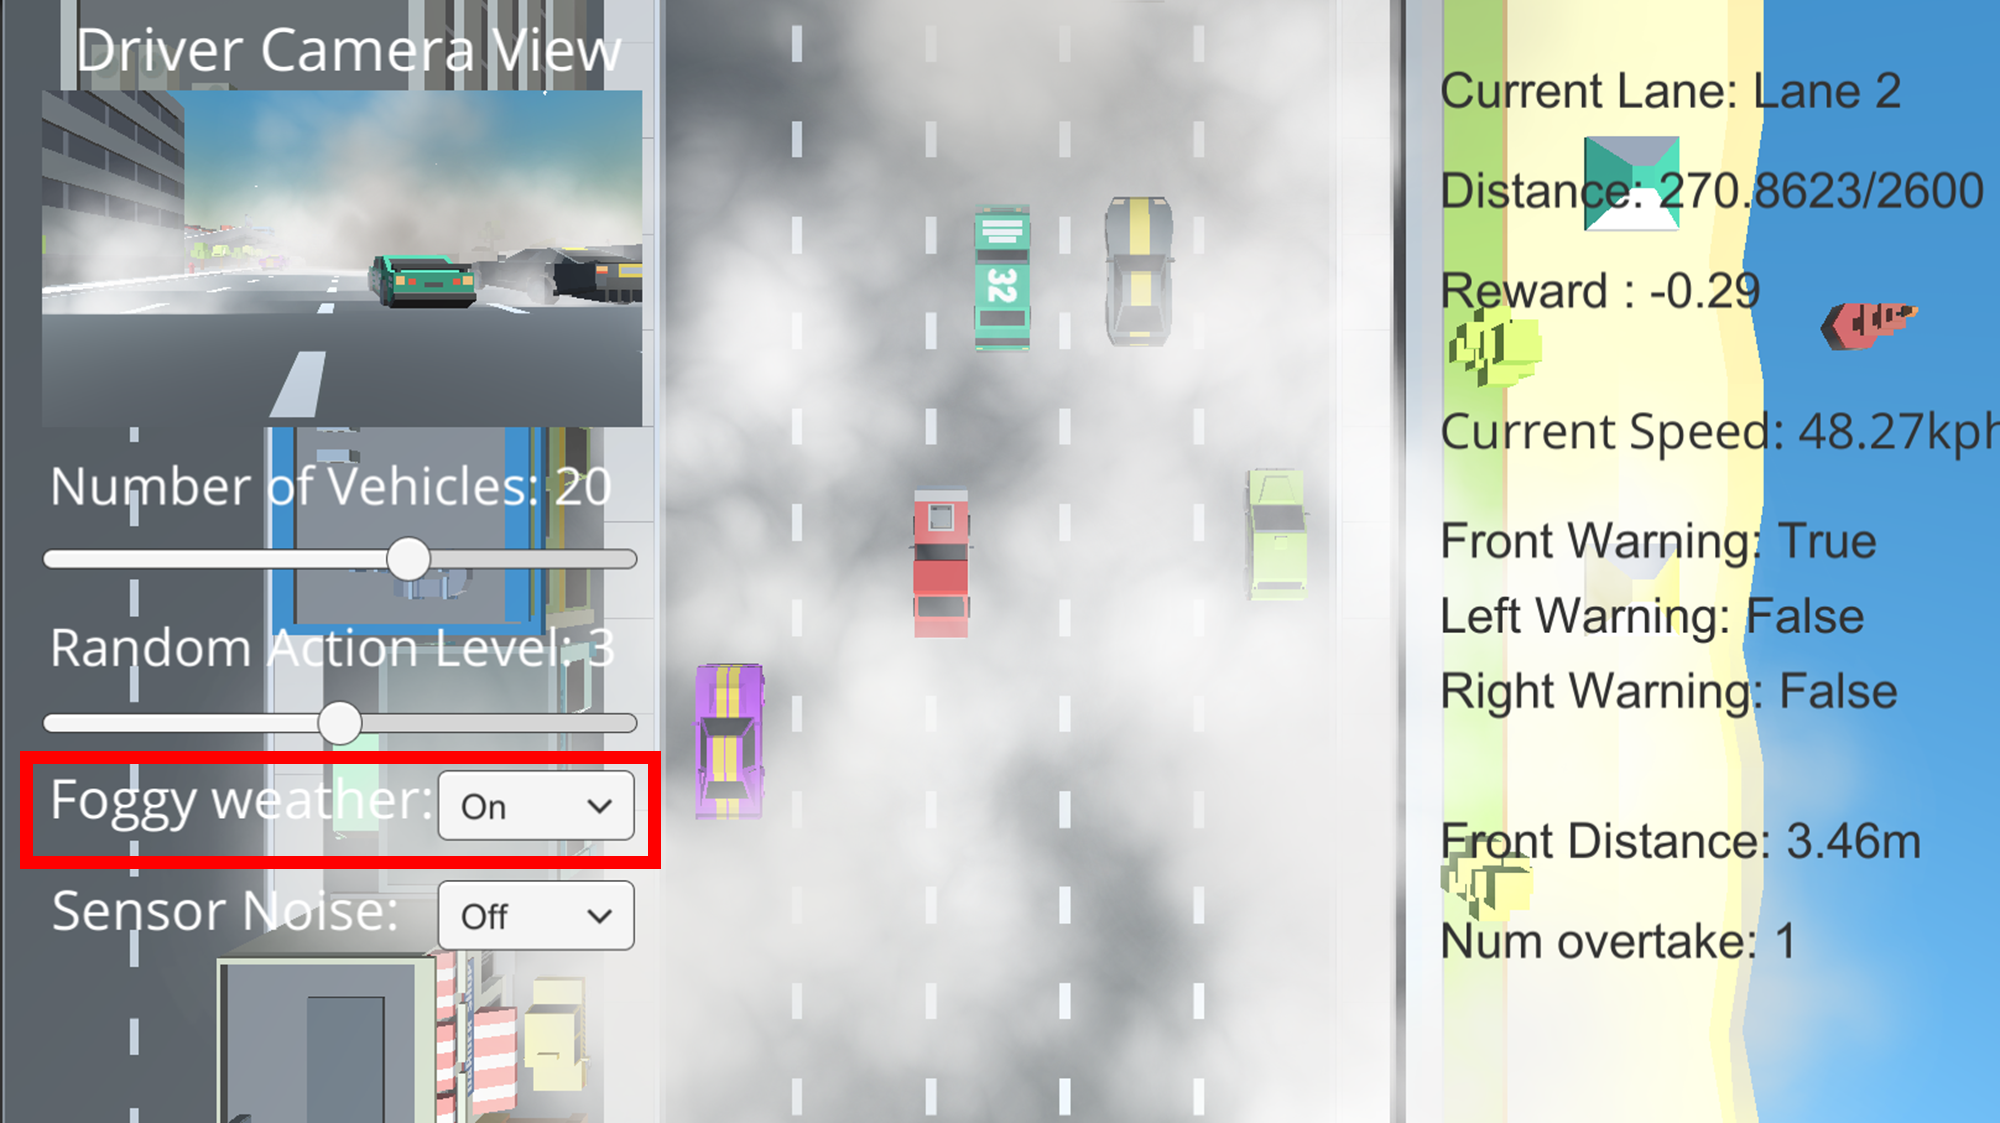 Driver Camera View
Number of Vehicles: 20
Random Action Level: 3
Foggy weather: On
Sensor Noise: Off
32
Current Lane: Lane 2
Distance: 270.8623/2600
Reward : -0.29
Current Speed: 48.27kph
Front Warning: True
Left Warning: False
Right Warning: False
Front Distance: 3.46m
Num overtake: 1